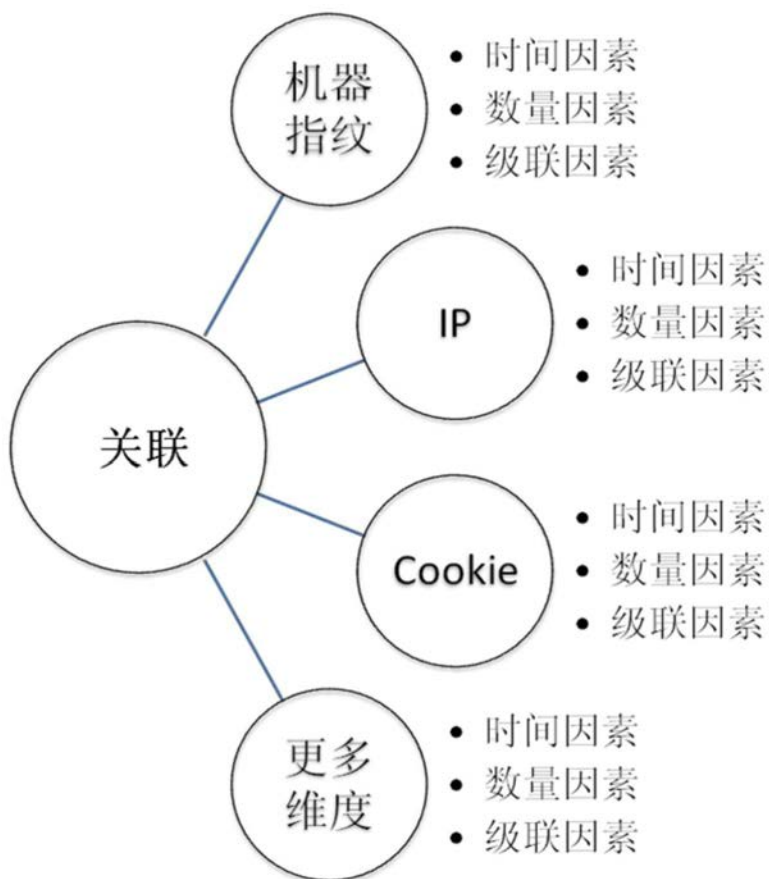 机器
指纹
• 时间因素
• 数量因素
• 级联因素
IP
• 时间因素
• 数量因素
• 级联因素
关联
Cookie
• 时间因素
• 数量因素
• 级联因素
更多
维度
• 时间因素
• 数量因素
• 级联因素